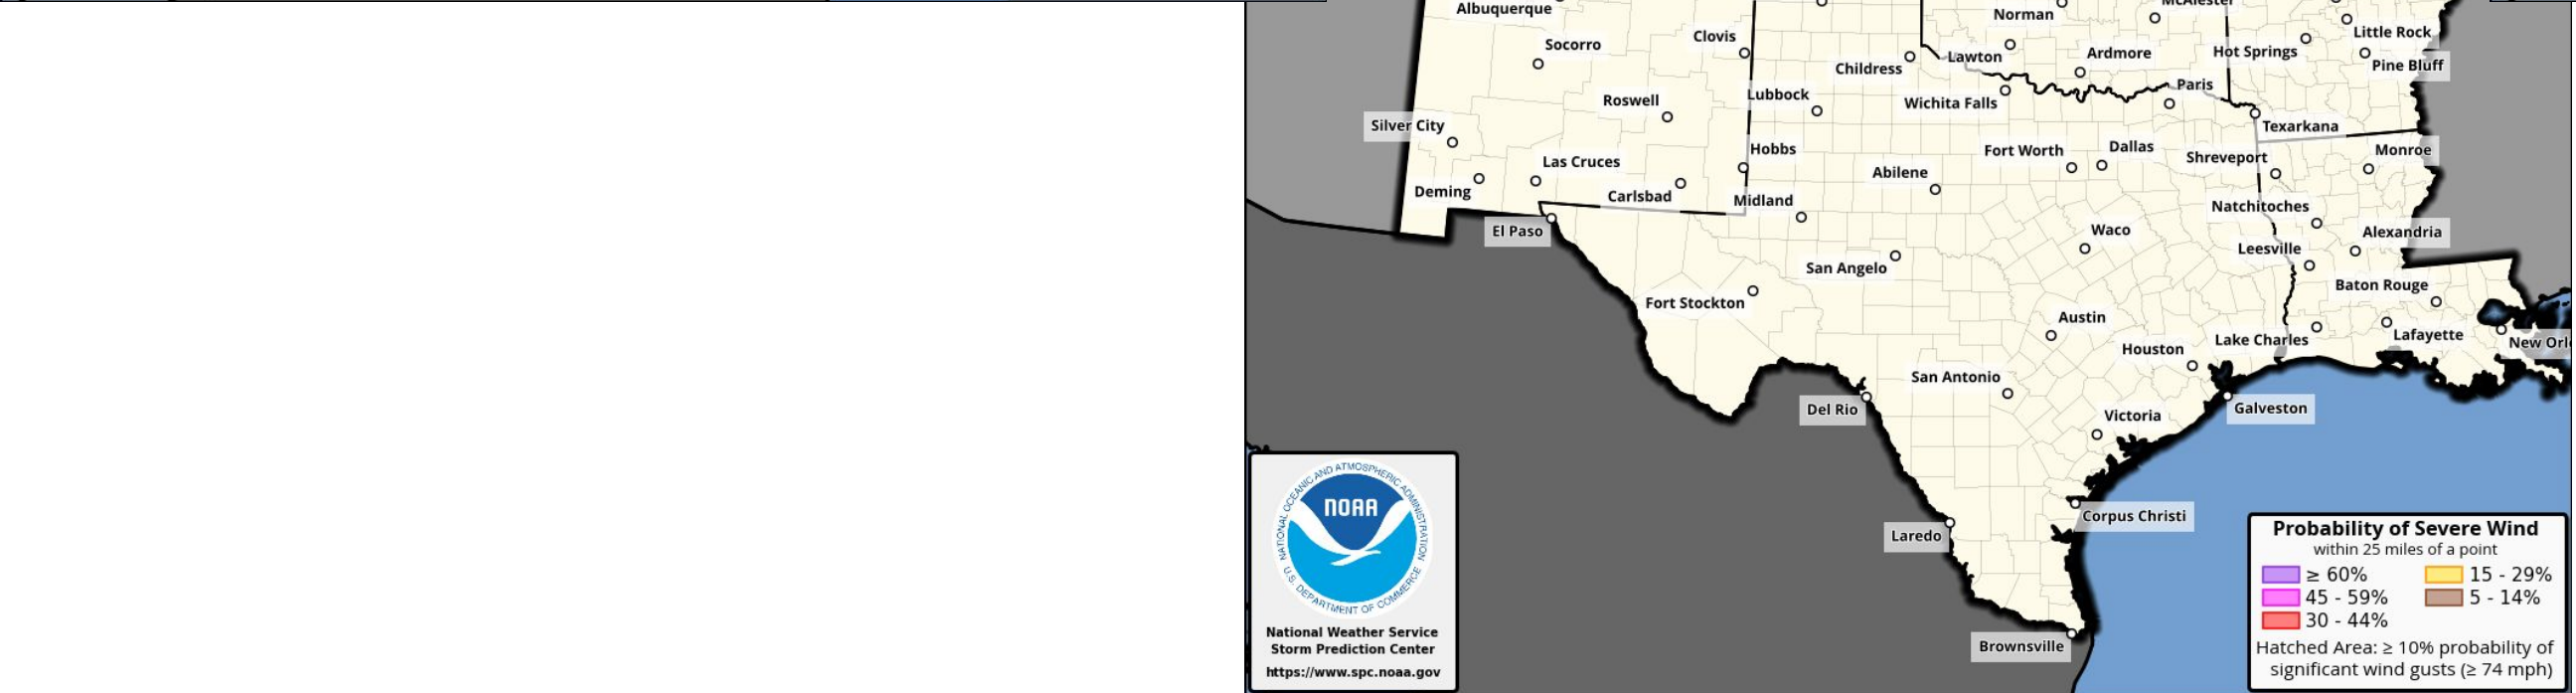 Albuquerque
Norman
McAlester
Little Rock
Socorro
Clovis
Lawton
Ardmore
Hot Springs
Pine Bluff
Childress
Paris
Roswell
Lubbock
Wichita Falls
Silver City
Texarkana
Hobbs
Fort Worth
Dallas
Shreveport
Monroe
Las Cruces
Abilene
Deming
Carlsbad
Midland
Natchitoches
El Paso
Waco
Alexandria
Leesville
San Angelo
Baton Rouge
Fort Stockton
Austin
Lake Charles
Lafayette
New Orl
Houston
San Antonio
Del Rio
Galveston
Victoria
Corpus Christi
Laredo
Brownsville
NATIONAL OCEANIC AND ATMOSPHERIC ADMINISTRATION
NOAA
U.S. DEPARTMENT OF COMMERCE
National Weather Service
Storm Prediction Center
https://www.spc.noaa.gov
Probability of Severe Wind
within 25 miles of a point
≥ 60%
15 - 29%
45 - 59%
5 - 14%
30 - 44%
Hatched Area: ≥ 10% probability of
significant wind gusts (≥ 74 mph)